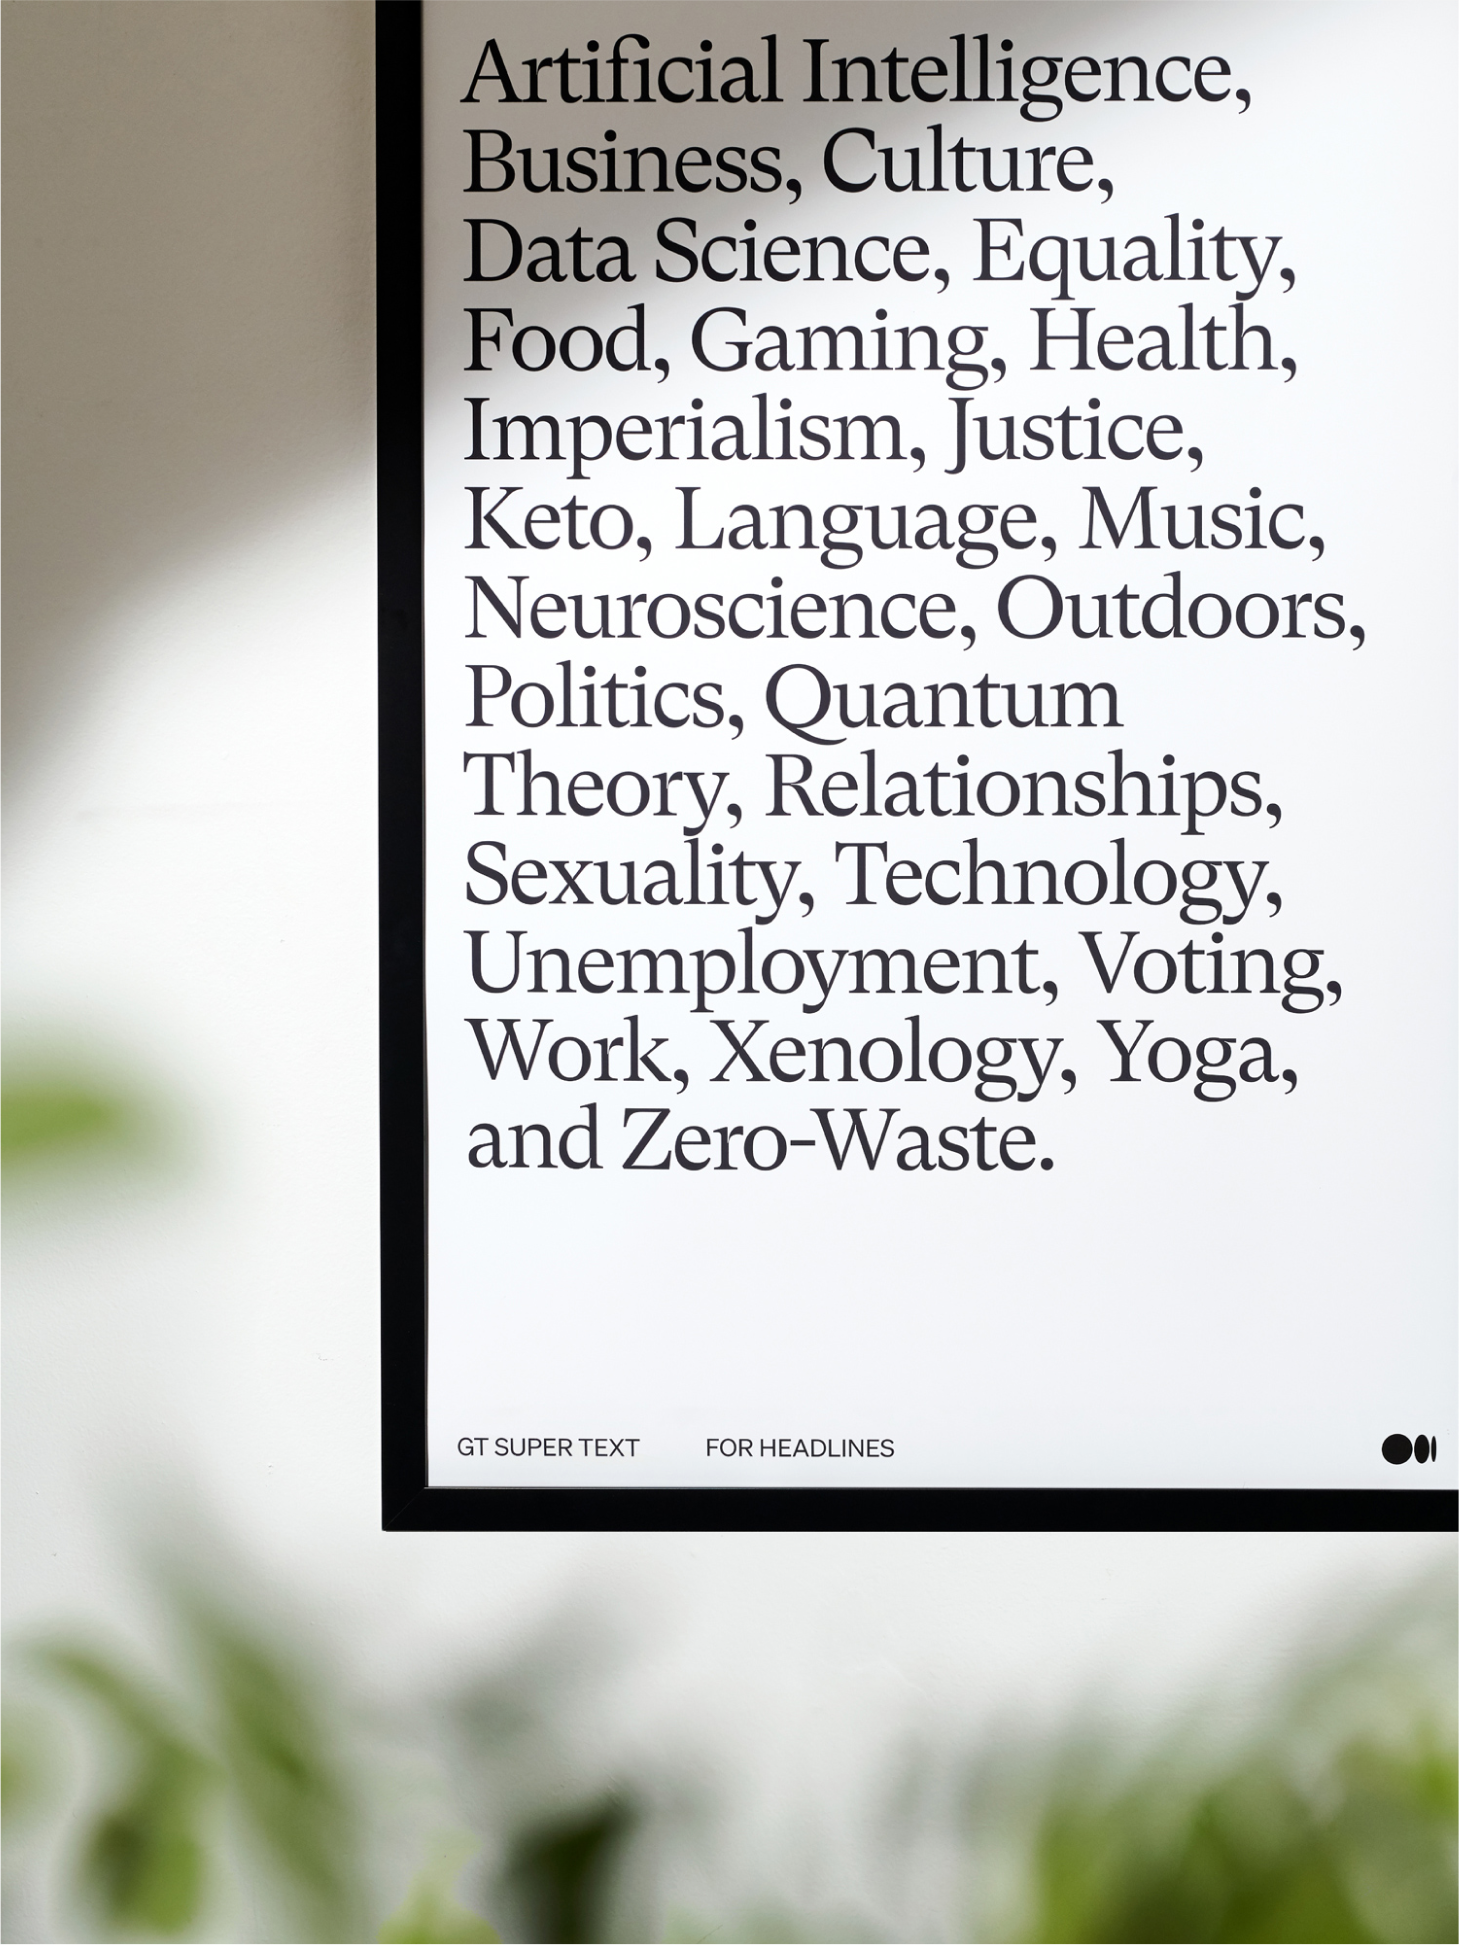 Artificial Intelligence,
Business, Culture,
Data Science, Equality,
Food, Gaming, Health,
Imperialism, Justice,
Keto, Language, Music,
Neuroscience, Outdoors,
Politics, Quantum
Theory, Relationships,
Sexuality, Technology,
Unemployment, Voting,
Work, Xenology, Yoga,
and Zero-Waste.
GT SUPER TEXT FOR HEADLINES